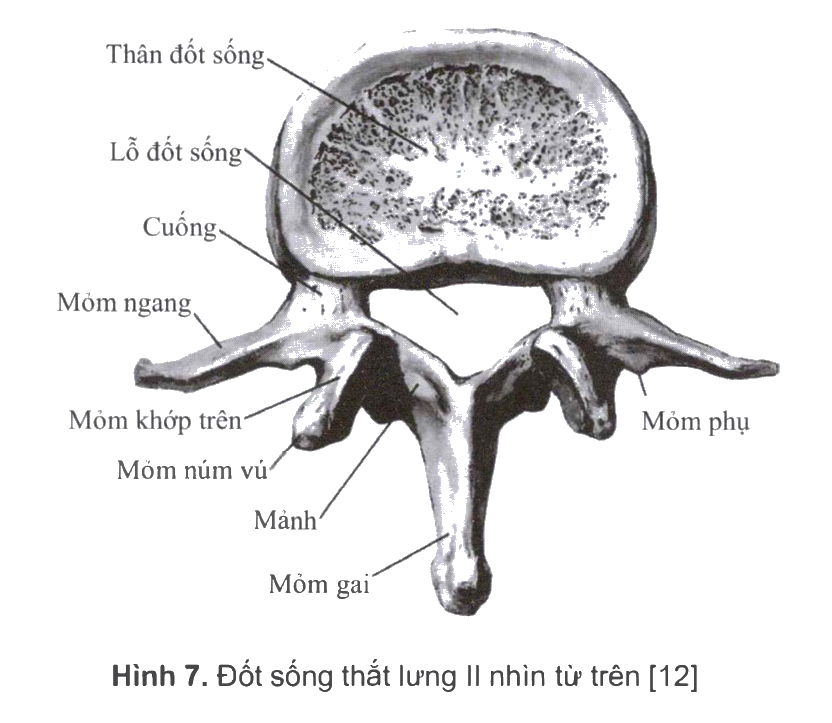 Thân đốt sống
Lỗ đốt sống
Cuống
Mỏm ngang
Mỏm khớp trên
Mỏm phụ
Mỏm núm vú
Mảnh
Mỏm gai
Hình 7. Đốt sống thắt lưng II nhìn từ trên [12]